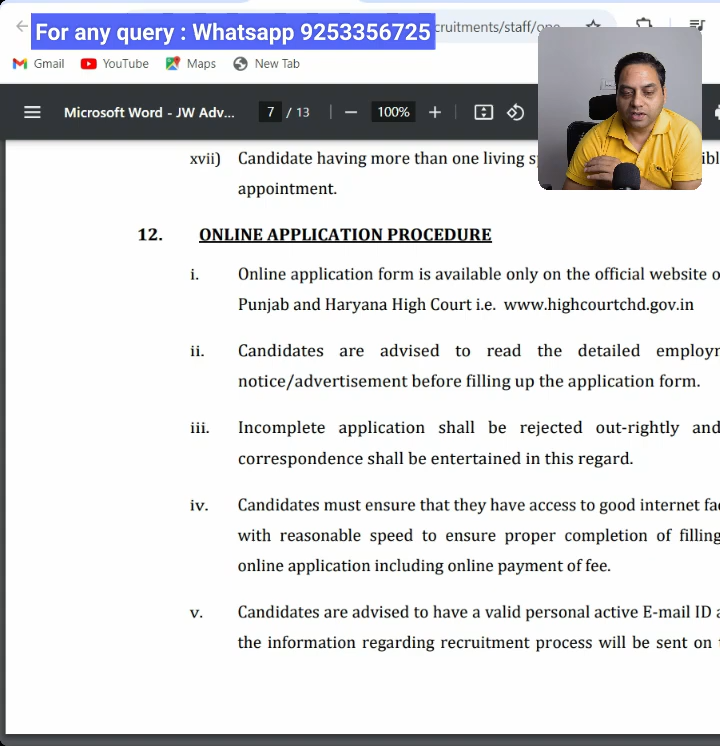 For any query : Whatsapp 9253356725
cruitments/staff/one
Gmail YouTube Maps New Tab
Microsoft Word - JW Adv... 7 / 13 100%
xvii) Candidate having more than one living
appointment.
12. ONLINE APPLICATION PROCEDURE
i. Online application form is available only on the official website o
Punjab and Haryana High Court i.e. www.highcourtchd.gov.in
ii. Candidates are advised to read the detailed employ
notice/advertisement before filling up the application form.
iii. Incomplete application shall be rejected out-rightly and
correspondence shall be entertained in this regard.
iv. Candidates must ensure that they have access to good internet fac
with reasonable speed to ensure proper completion of filling
online application including online payment of fee.
v. Candidates are advised to have a valid personal active E-mail ID
the information regarding recruitment process will be sent on